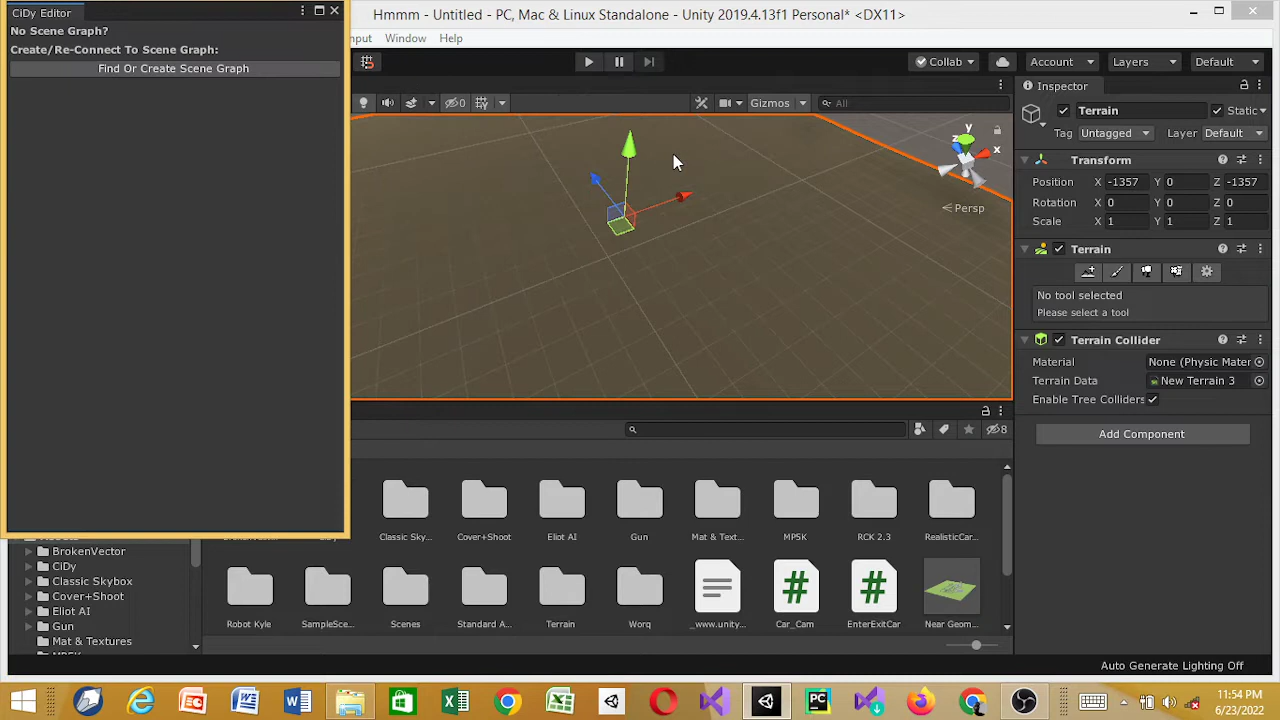 CiDy Editor
No Scene Graph?
Create/Re-Connect To Scene Graph:
Find Or Create Scene Graph
Hmmm - Untitled - PC, Mac & Linux Standalone - Unity 2019.4.13f1 Personal* <DX11>
nput Window Help
Collab Account Layers Default
0 Gizmos All
y
z
x
Persp
Inspector
Terrain Static
Tag Untagged Layer Default
Transform
Position X -1357 Y 0 Z -1357
Rotation X 0 Y 0 Z 0
Scale X 1 Y 1 Z 1
Terrain
No tool selected
Please select a tool
Terrain Collider
Material None (Physic Mater
Terrain Data New Terrain 3
Enable Tree Colliders
Add Component
8
BrokenVector
CiDy
Classic Skybox
Cover+Shoot
Eliot AI
Gun
Mat & Textures
Classic Sky... Cover+Shoot Eliot AI Gun Mat & Text... MPSK RCK 2.3 RealisticCar...
Robot Kyle SampleSce... Scenes Standard A... Terrain Worq _www.unity... Car_Cam EnterExitCar Near Geom...
Auto Generate Lighting Off
11:54 PM
6/23/2022